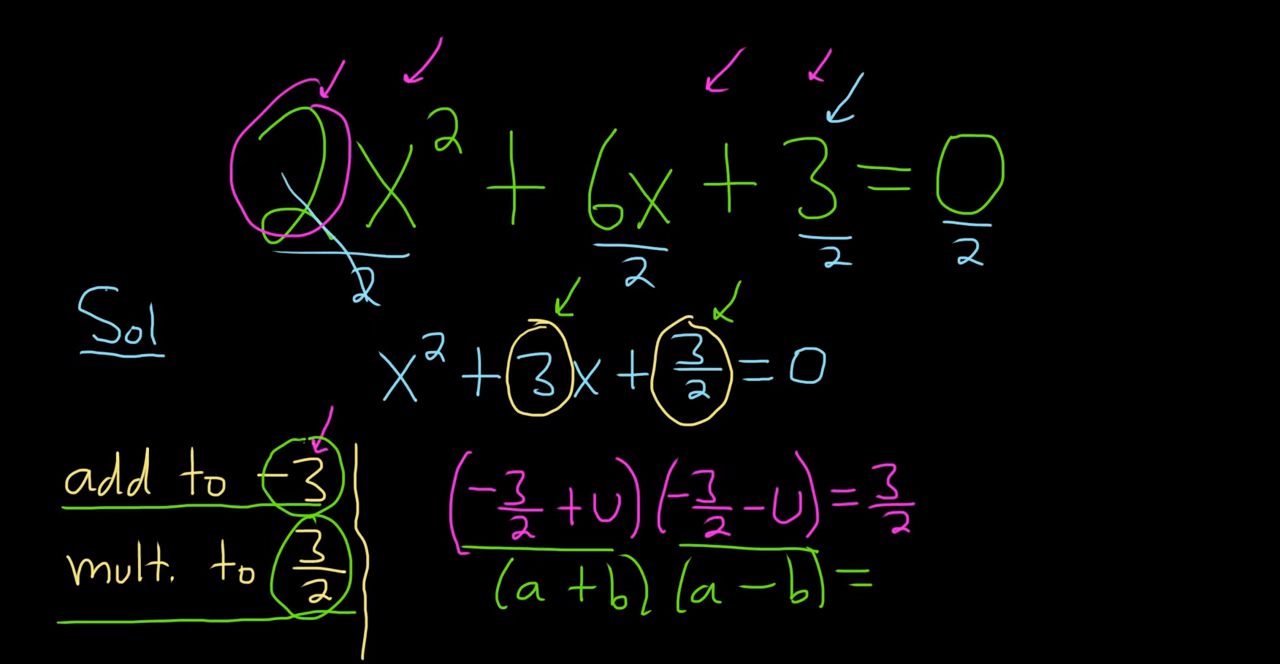 2x² + 6x + 3 = 0
2 2 2 2
Sol
x² + 3x + 3/2 = 0
add to -3
mult. to 3/2
(-3/2 + u)(-3/2 - u) = 3/2
(a + b)(a - b) =